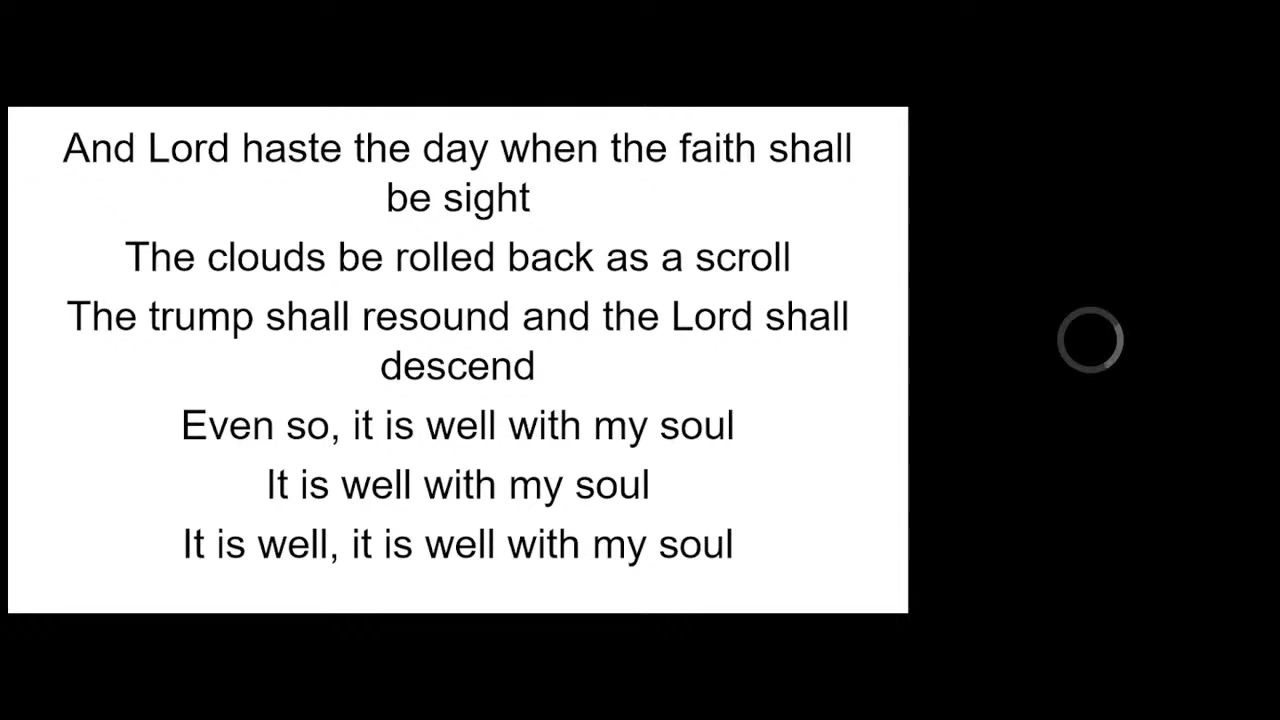 And Lord haste the day when the faith shall
be sight
The clouds be rolled back as a scroll
The trump shall resound and the Lord shall
descend
Even so, it is well with my soul
It is well with my soul
It is well, it is well with my soul